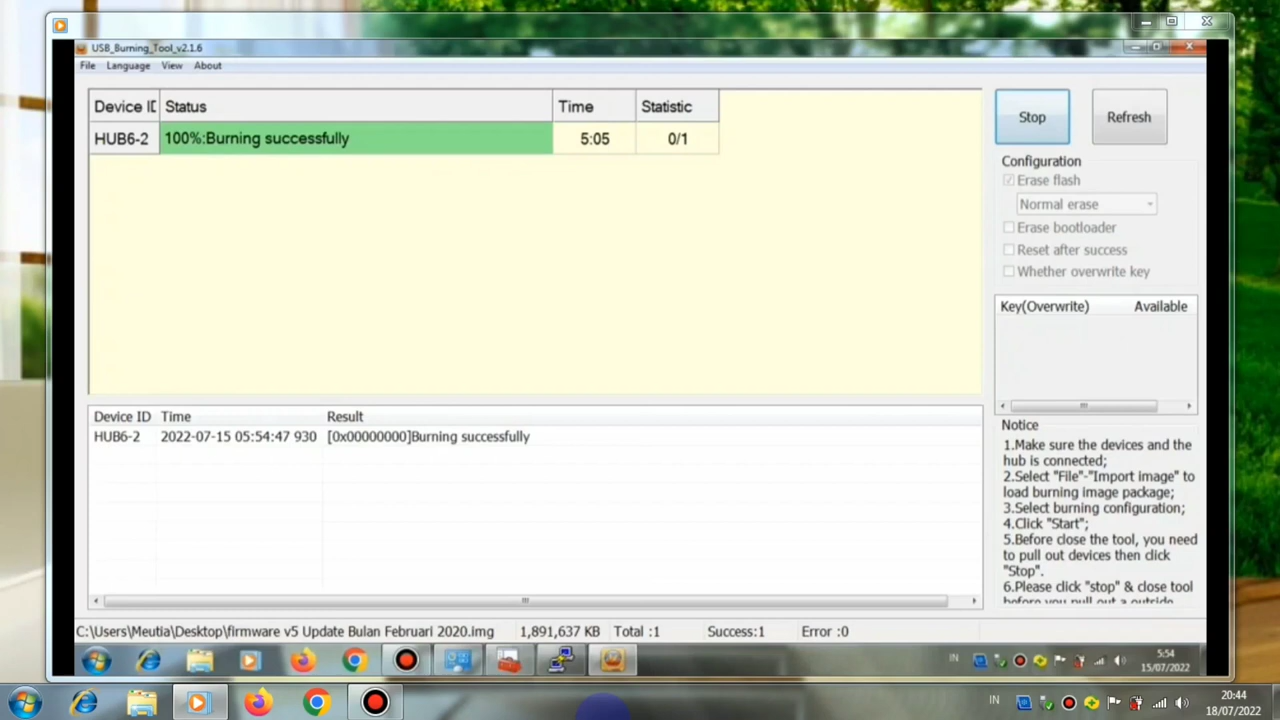 USB_Burning_Tool_v2.1.6
File Language View About
Device ID Status Time Statistic
HUB6-2 100%:Burning successfully 5:05 0/1
Stop Refresh
Configuration
Erase flash
Normal erase
Erase bootloader
Reset after success
Whether overwrite key
Key(Overwrite) Available
Device ID Time Result
HUB6-2 2022-07-15 05:54:47 930 [0x00000000]Burning successfully
Notice
1.Make sure the devices and the
hub is connected;
2.Select "File"-"Import image" to
load burning image package;
3.Select burning configuration;
4.Click "Start";
5.Before close the tool, you need
to pull out devices then click
"Stop".
6.Please click "stop" & close tool
before you pull out a outside
C:\Users\Meutia\Desktop\firmware v5 Update Bulan Februari 2020.img 1,891,637 KB Total :1 Success:1 Error :0
IN 5:54
15/07/2022
IN 20:44
18/07/2022